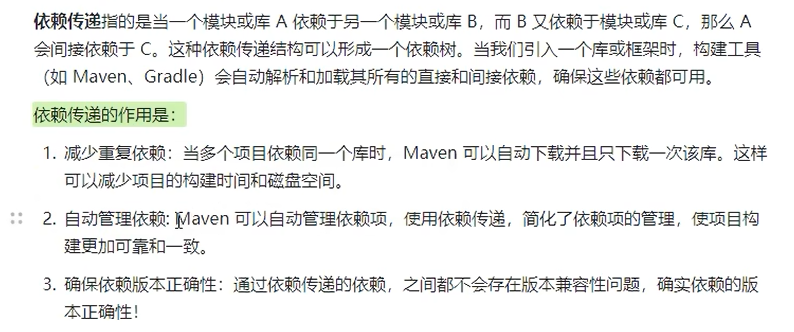 依赖传递指的是当一个模块或库 A 依赖于另一个模块或库 B，而 B 又依赖于模块或库 C，那么 A
会间接依赖于 C。这种依赖传递结构可以形成一个依赖树。当我们引入一个库或框架时，构建工具
（如 Maven、Gradle）会自动解析和加载其所有的直接和间接依赖，确保这些依赖都可用。
依赖传递的作用是：
1. 减少重复依赖：当多个项目依赖同一个库时，Maven 可以自动下载并且只下载一次该库。这样
可以减少项目的构建时间和磁盘空间。
2. 自动管理依赖: Maven 可以自动管理依赖项，使用依赖传递，简化了依赖项的管理，使项目构
建更加可靠和一致。
3. 确保依赖版本正确性：通过依赖传递的依赖，之间都不会存在版本兼容性问题，确实依赖的版
本正确性！